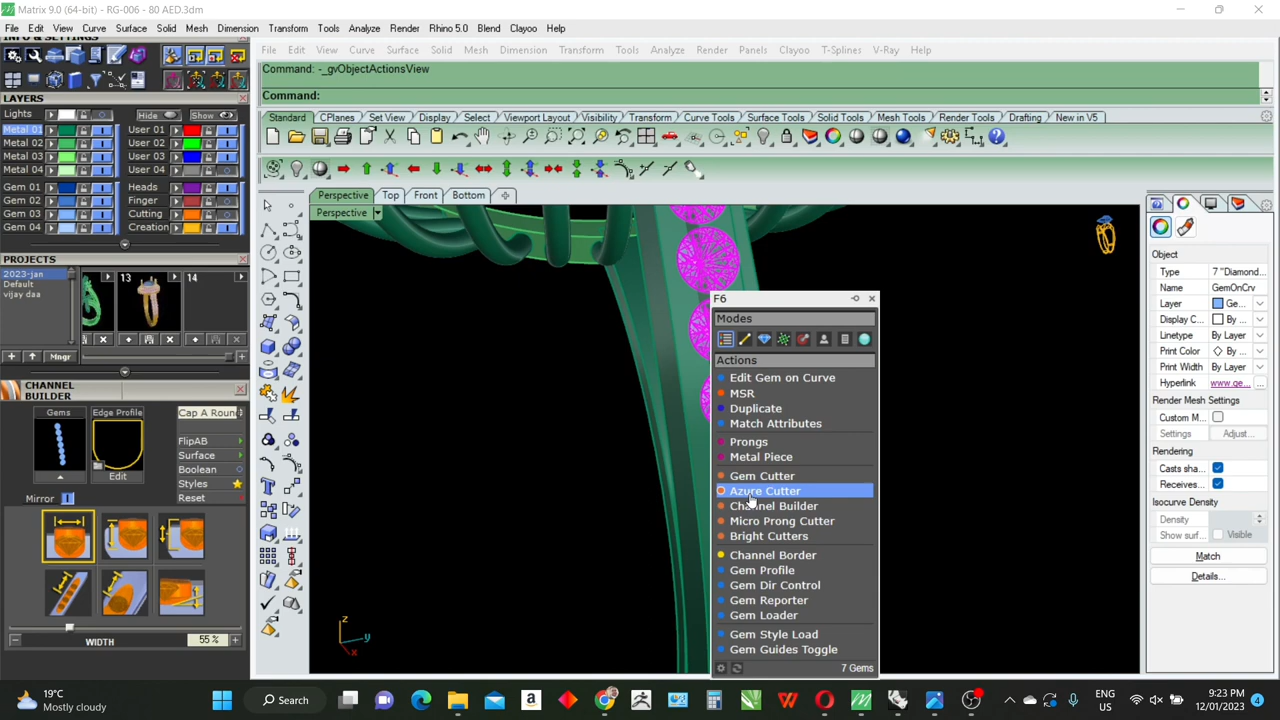 Matrix 9.0 (64-bit) - RG-006 - 80 AED.3dm
File Edit View Curve Surface Solid Mesh Dimension Transform Tools Analyze Render Rhino 5.0 Blend Clayoo Help
INFO & SETTINGS
File Edit View Curve Surface Solid Mesh Dimension Transform Tools Analyze Render Panels Clayoo T-Splines V-Ray Help
Command: -_gvObjectActionsView
Command:
Standard CPlanes Set View Display Select Viewport Layout Visibility Transform Curve Tools Surface Tools Solid Tools Mesh Tools Render Tools Drafting New in V5
LAYERS
Lights Hide Show
Metal 01 User 01
Metal 02 User 02
Metal 03 User 03
Metal 04 User 04
Gem 01 Heads
Gem 02 Finger
Gem 03 Cutting
Gem 04 Creation
Perspective Top Front Bottom
Perspective
PROJECTS
2023-jan
Default
vijay daa
13
14
Mngr
CHANNEL BUILDER
Gems
Edge Profile
Cap A Round
Edit
FlipAB
Surface
Boolean
Styles
Reset
Mirror
WIDTH
55 %
z
y
x
F6
Modes
Actions
Edit Gem on Curve
MSR
Duplicate
Match Attributes
Prongs
Metal Piece
Gem Cutter
Azure Cutter
Channel Builder
Micro Prong Cutter
Bright Cutters
Channel Border
Gem Profile
Gem Dir Control
Gem Reporter
Gem Loader
Gem Style Load
Gem Guides Toggle
7 Gems
Object
Type 7 "Diamond...
Name GemOnCrv
Layer Ge...
Display C... By ...
Linetype By Layer
Print Color By ...
Print Width By Layer
Hyperlink www.ge... ...
Render Mesh Settings
Custom M...
Settings Adjust...
Rendering
Casts sha...
Receives...
Isocurve Density
Density
Show surf... Visible
Match
Details...
19°C
Mostly cloudy
Search
ENG
US
9:23 PM
12/01/2023
4